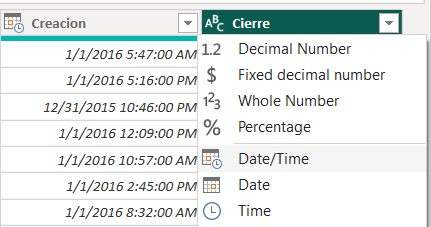 Creacion
ABC Cierre
1/1/2016 5:47:00 AM
1/1/2016 5:16:00 PM
12/31/2015 10:46:00 PM
1/1/2016 12:09:00 PM
1/1/2016 10:57:00 AM
1/1/2016 2:45:00 PM
1/1/2016 8:32:00 AM
1.2 Decimal Number
$ Fixed decimal number
123 Whole Number
% Percentage
Date/Time
Date
Time